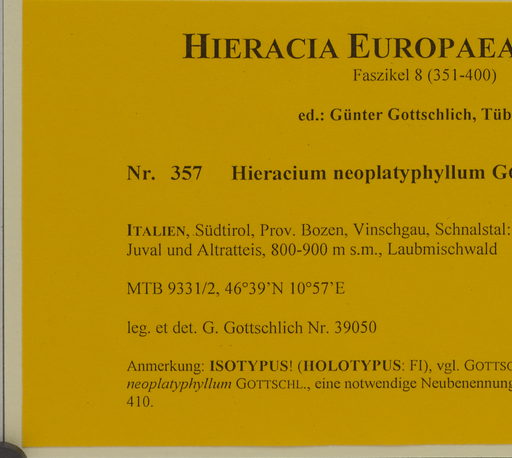 HIERACIA EUROPAEA
Faszikel 8 (351-400)
ed.: Günter Gottschlich, Tüb
Nr. 357 Hieracium neoplatyphyllum
ITALIEN, Südtirol, Prov. Bozen, Vinschgau, Schnalstal:
Juval und Altratteis, 800-900 m s.m., Laubmischwald
MTB 9331/2, 46°39’N 10°57’E
leg. et det. G. Gottschlich Nr. 39050
Anmerkung: ISOTYPUS! (HOLOTYPUS: FI), vgl. GOTTSC
neoplatyphyllum GOTTSCHL., eine notwendige Neubenennung
410.